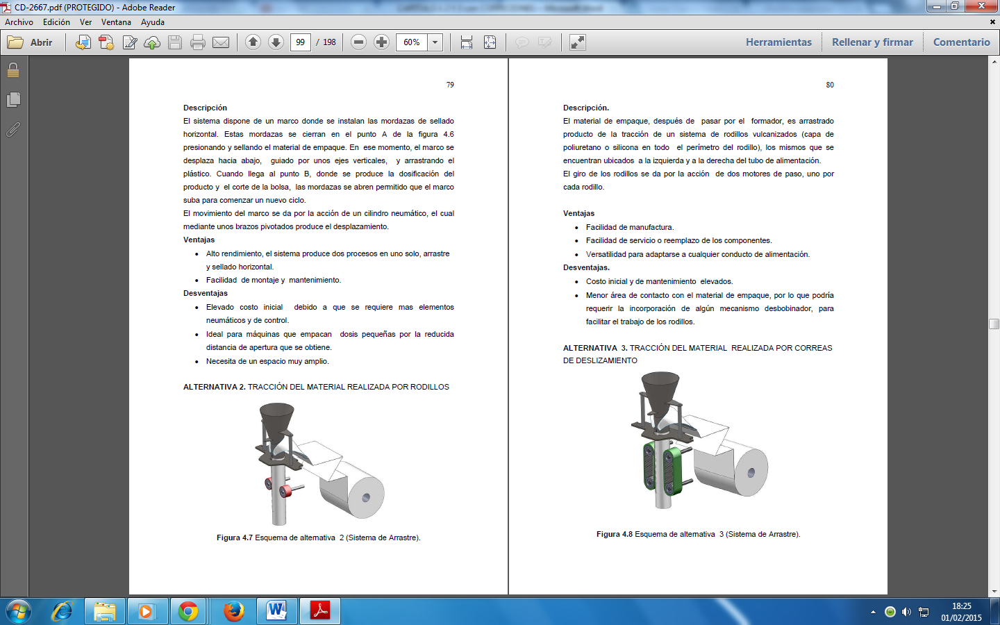 CD-2667.pdf (PROTEGIDO) - Adobe Reader
Archivo Edición Ver Ventana Ayuda
Abrir 99 / 198 60% Herramientas Rellenar y firmar Comentario
79
Descripción
El sistema dispone de un marco donde se instalan las mordazas de sellado
horizontal. Estas mordazas se cierran en el punto A de la figura 4.6
presionando y sellando el material de empaque. En ese momento, el marco se
desplaza hacia abajo, guiado por unos ejes verticales, y arrastrando el
plástico. Cuando llega al punto B, donde se produce la dosificación del
producto y el corte de la bolsa, las mordazas se abren permitido que el marco
suba para comenzar un nuevo ciclo.
El movimiento del marco se da por la acción de un cilindro neumático, el cual
mediante unos brazos pivotados produce el desplazamiento.
Ventajas
• Alto rendimiento, el sistema produce dos procesos en uno solo, arrastre
y sellado horizontal.
• Facilidad de montaje y mantenimiento.
Desventajas
• Elevado costo inicial debido a que se requiere mas elementos
neumáticos y de control.
• Ideal para máquinas que empacan dosis pequeñas por la reducida
distancia de apertura que se obtiene.
• Necesita de un espacio muy amplio.
ALTERNATIVA 2. TRACCIÓN DEL MATERIAL REALIZADA POR RODILLOS
Figura 4.7 Esquema de alternativa 2 (Sistema de Arrastre).
80
Descripción.
El material de empaque, después de pasar por el formador, es arrastrado
producto de la tracción de un sistema de rodillos vulcanizados (capa de
poliuretano o silicona en todo el perímetro del rodillo), los mismos que se
encuentran ubicados a la izquierda y a la derecha del tubo de alimentación.
El giro de los rodillos se da por la acción de dos motores de paso, uno por
cada rodillo.
Ventajas
• Facilidad de manufactura.
• Facilidad de servicio o reemplazo de los componentes.
• Versatilidad para adaptarse a cualquier conducto de alimentación.
Desventajas.
• Costo inicial y de mantenimiento elevados.
• Menor área de contacto con el material de empaque, por lo que podría
requerir la incorporación de algún mecanismo desbobinador, para
facilitar el trabajo de los rodillos.
ALTERNATIVA 3. TRACCIÓN DEL MATERIAL REALIZADA POR CORREAS
DE DESLIZAMIENTO
Figura 4.8 Esquema de alternativa 3 (Sistema de Arrastre).
18:25
01/02/2015